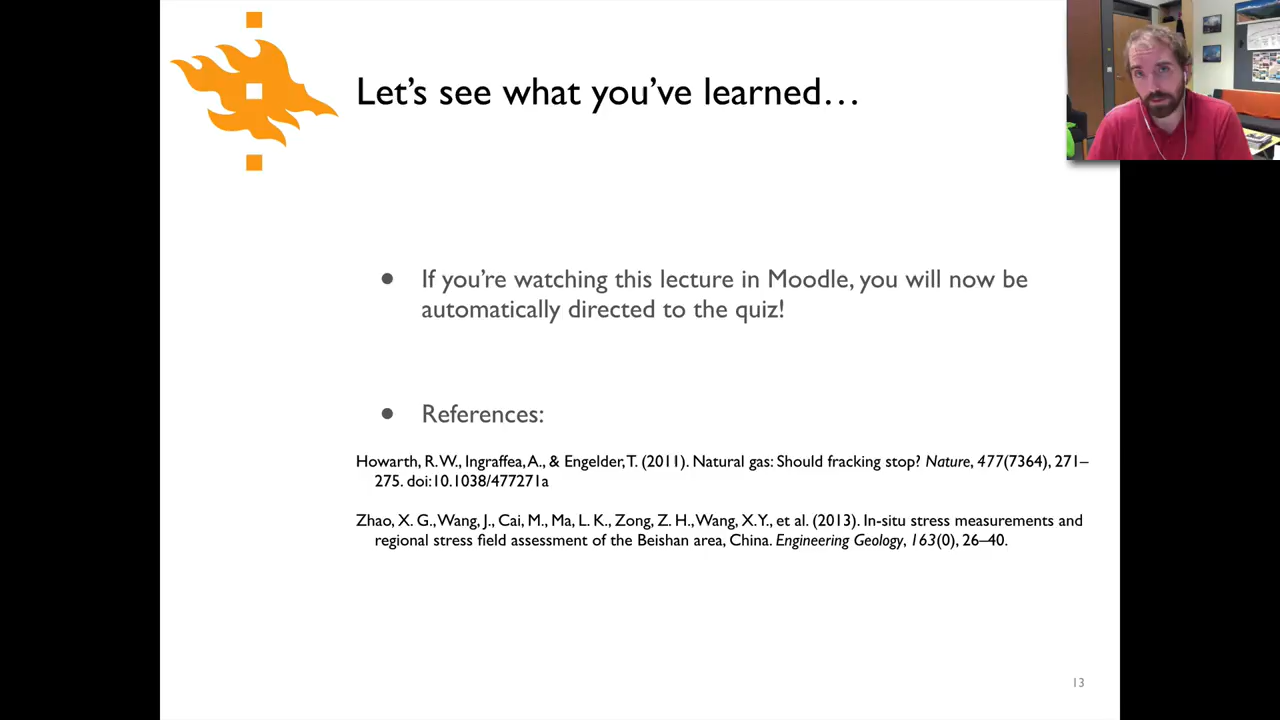 Let's see what you've learned…
● If you're watching this lecture in Moodle, you will now be
automatically directed to the quiz!
● References:
Howarth, R. W., Ingraffea, A., & Engelder, T. (2011). Natural gas: Should fracking stop? Nature, 477(7364), 271–
275. doi:10.1038/477271a
Zhao, X. G., Wang, J., Cai, M., Ma, L. K., Zong, Z. H., Wang, X. Y., et al. (2013). In-situ stress measurements and
regional stress field assessment of the Beishan area, China. Engineering Geology, 163(0), 26–40.
13